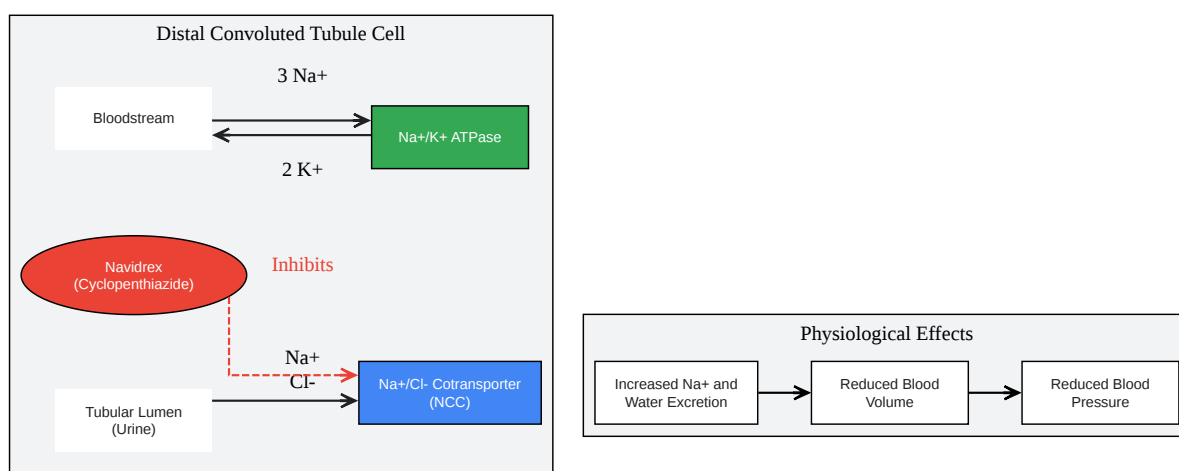 Distal Convoluted Tubule Cell
3 Na+
Bloodstream
Na+/K+ ATPase
2 K+
Navidrex
(Cyclopenthiazide)
Inhibits
Na+
Cl-
Na+/Cl- Cotransporter
(NCC)
Tubular Lumen
(Urine)
Physiological Effects
Increased Na+ and
Water Excretion
Reduced Blood
Volume
Reduced Blood
Pressure